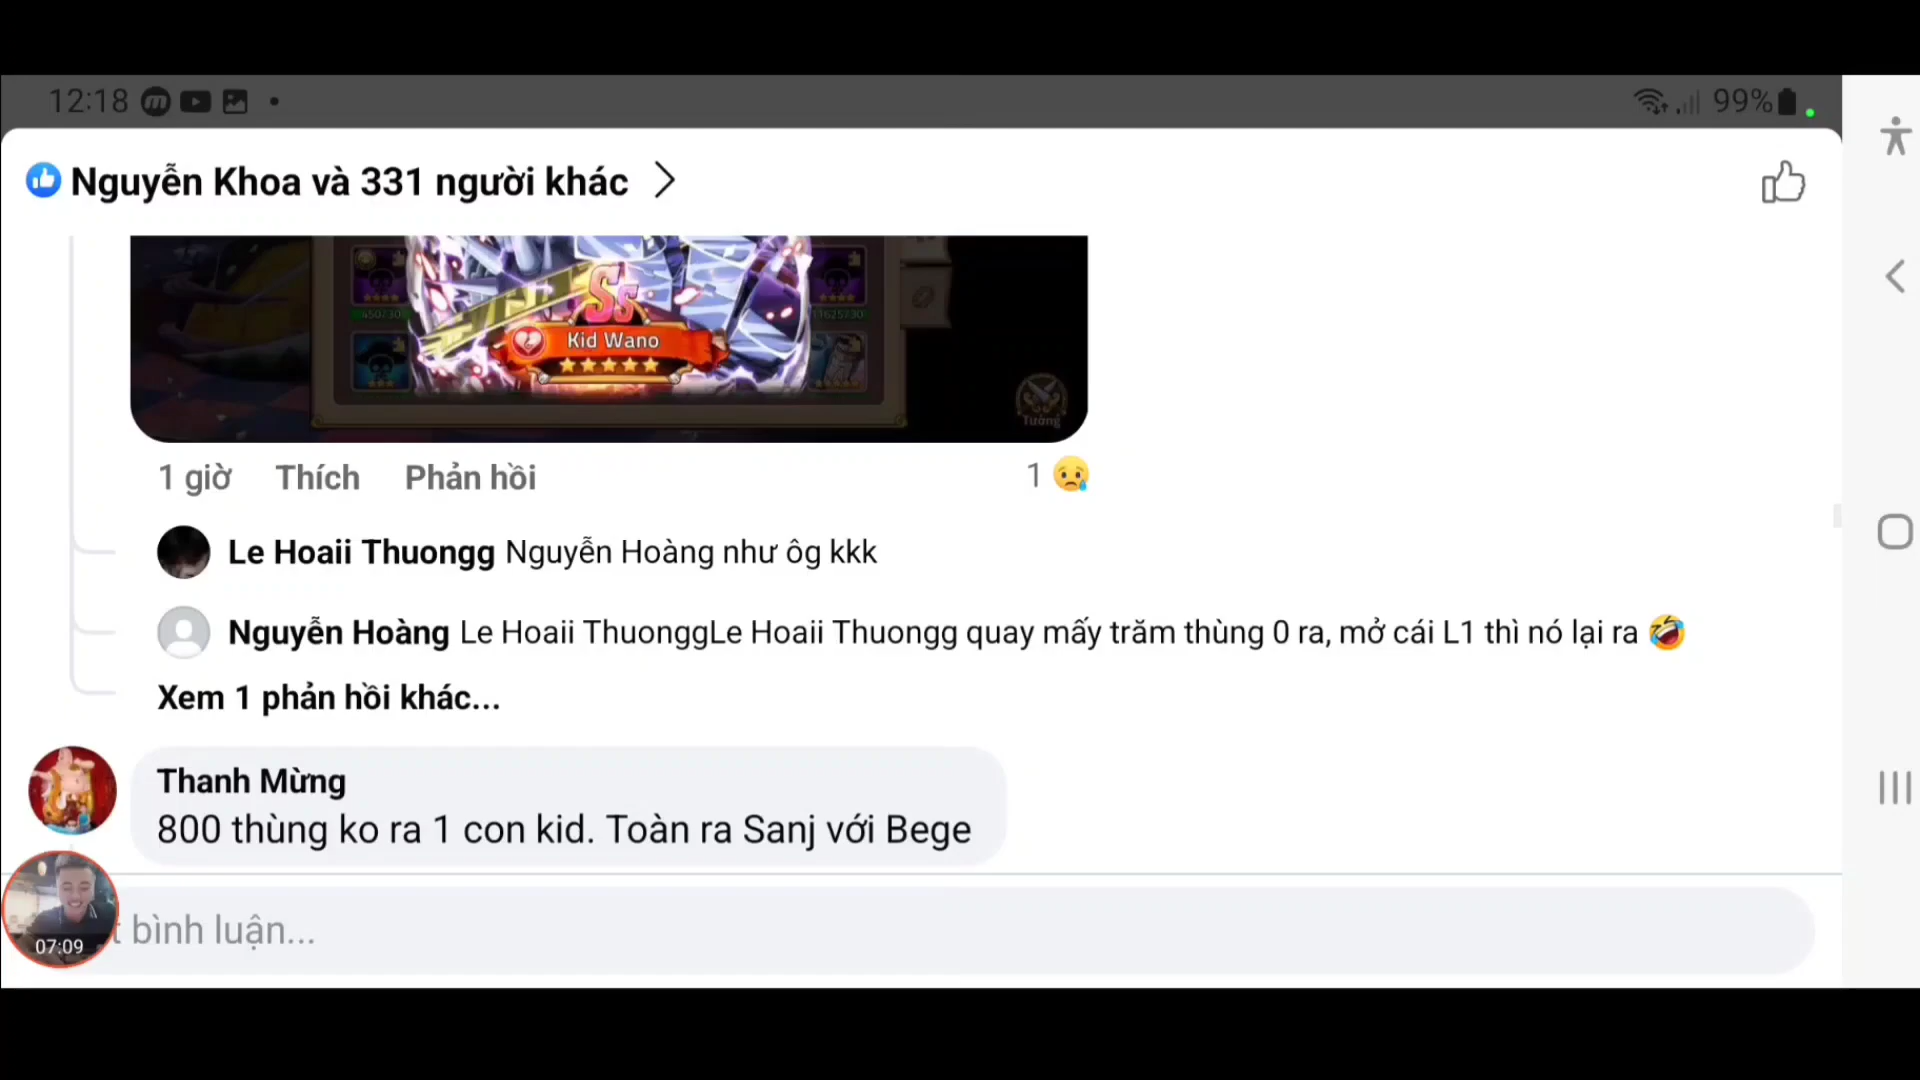 12:18
99%
Nguyễn Khoa và 331 người khác
Ss
Kid Wano
Tướng
1 giờ Thích Phản hồi 1
Le Hoaii Thuongg Nguyễn Hoàng như ôg kkk
Nguyễn Hoàng Le Hoaii ThuonggLe Hoaii Thuongg quay mấy trăm thùng 0 ra, mở cái L1 thì nó lại ra 🤣
Xem 1 phản hồi khác...
Thanh Mừng
800 thùng ko ra 1 con kid. Toàn ra Sanj với Bege
bình luận...
07:09